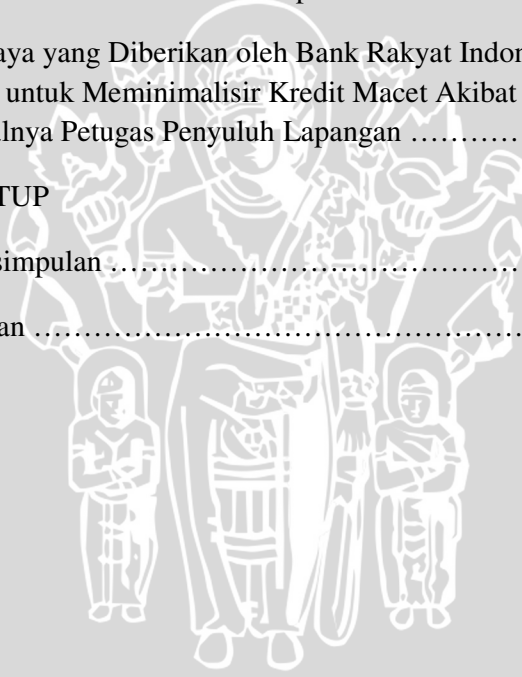 aya yang Diberikan oleh Bank Rakyat Indon
untuk Meminimalisir Kredit Macet Akibat
alnya Petugas Penyuluh Lapangan ……………
TUP
simpulan ………………………………………………
an ………………………………………………………